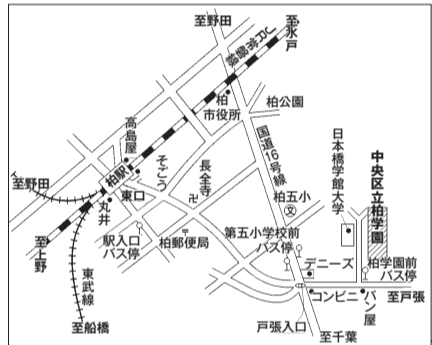 至野田
至水戸
JR常磐線
柏市役所
柏公園
国道16号線
高島屋
柏駅
そごう
長全寺
卍
東口
丸井
至野田
至上野
東武線
至船橋
駅入口
バス停
〒
柏郵便局
柏五小
文
第五小学校前
バス停
日本橋学館大学
中央区立柏学園
デニーズ
柏学園前
バス停
コンビニ
パン屋
至戸張
戸張入口
至千葉